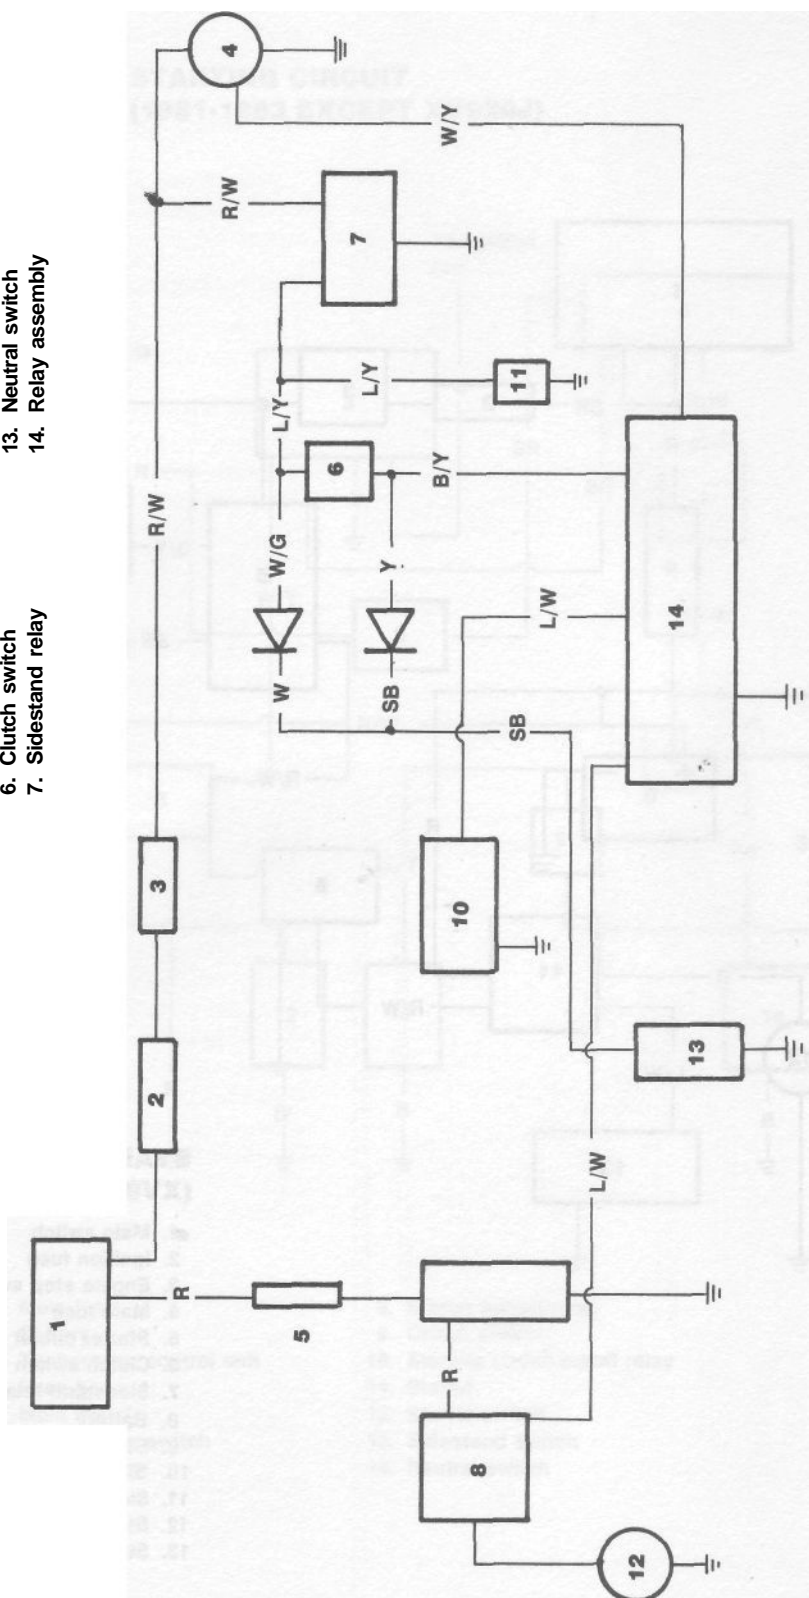 6. Clutch switch
7. Sidestand relay
13. Neutral switch
14. Relay assembly
4
W/Y
R/W
7
L/Y
L/Y
11
6
B/Y
R/W
W/G
Y
L/W
14
W
SB
SB
3
10
2
13
L/W
1
R
5
R
8
12